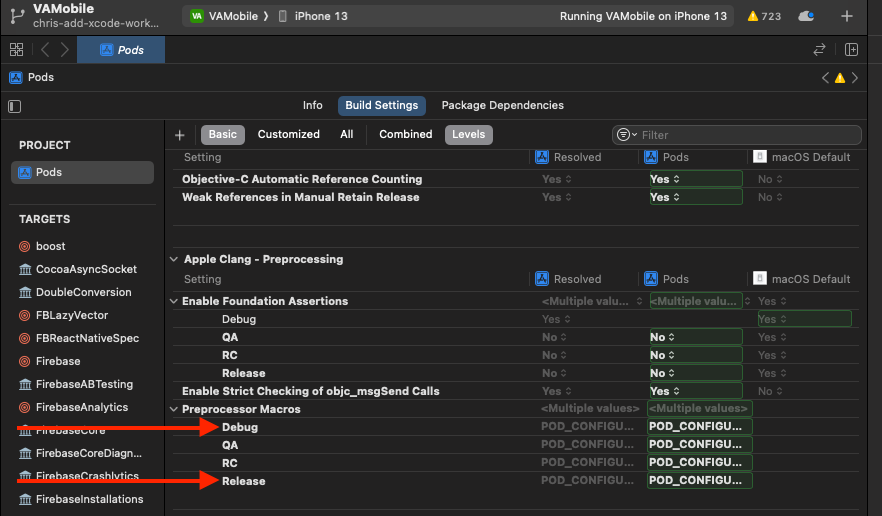 VAMobile
chris-add-xcode-work...
VA VAMobile 〉 iPhone 13
Running VAMobile on iPhone 13
723
Pods
Pods
Info Build Settings Package Dependencies
PROJECT
Pods
TARGETS
boost
CocoaAsyncSocket
DoubleConversion
FBLazyVector
FBReactNativeSpec
Firebase
FirebaseABTesting
FirebaseAnalytics
FirebaseCore
FirebaseCoreDiagn...
FirebaseCrashlytics
FirebaseInstallations
+ Basic Customized All Combined Levels Filter
Setting Resolved Pods macOS Default
Objective-C Automatic Reference Counting Yes Yes No
Weak References in Manual Retain Release Yes Yes
Apple Clang - Preprocessing
Setting Resolved Pods macOS Default
Enable Foundation Assertions <Multiple valu... <Multiple valu... Yes
Debug Yes Yes
QA No No Yes
RC No No Yes
Release No No Yes
Enable Strict Checking of objc_msgSend Calls Yes Yes No
Preprocessor Macros <Multiple values> <Multiple values>
Debug POD_CONFIGU... POD_CONFIGU...
QA POD_CONFIGU... POD_CONFIGU...
RC POD_CONFIGU... POD_CONFIGU...
Release POD_CONFIGU... POD_CONFIGU...